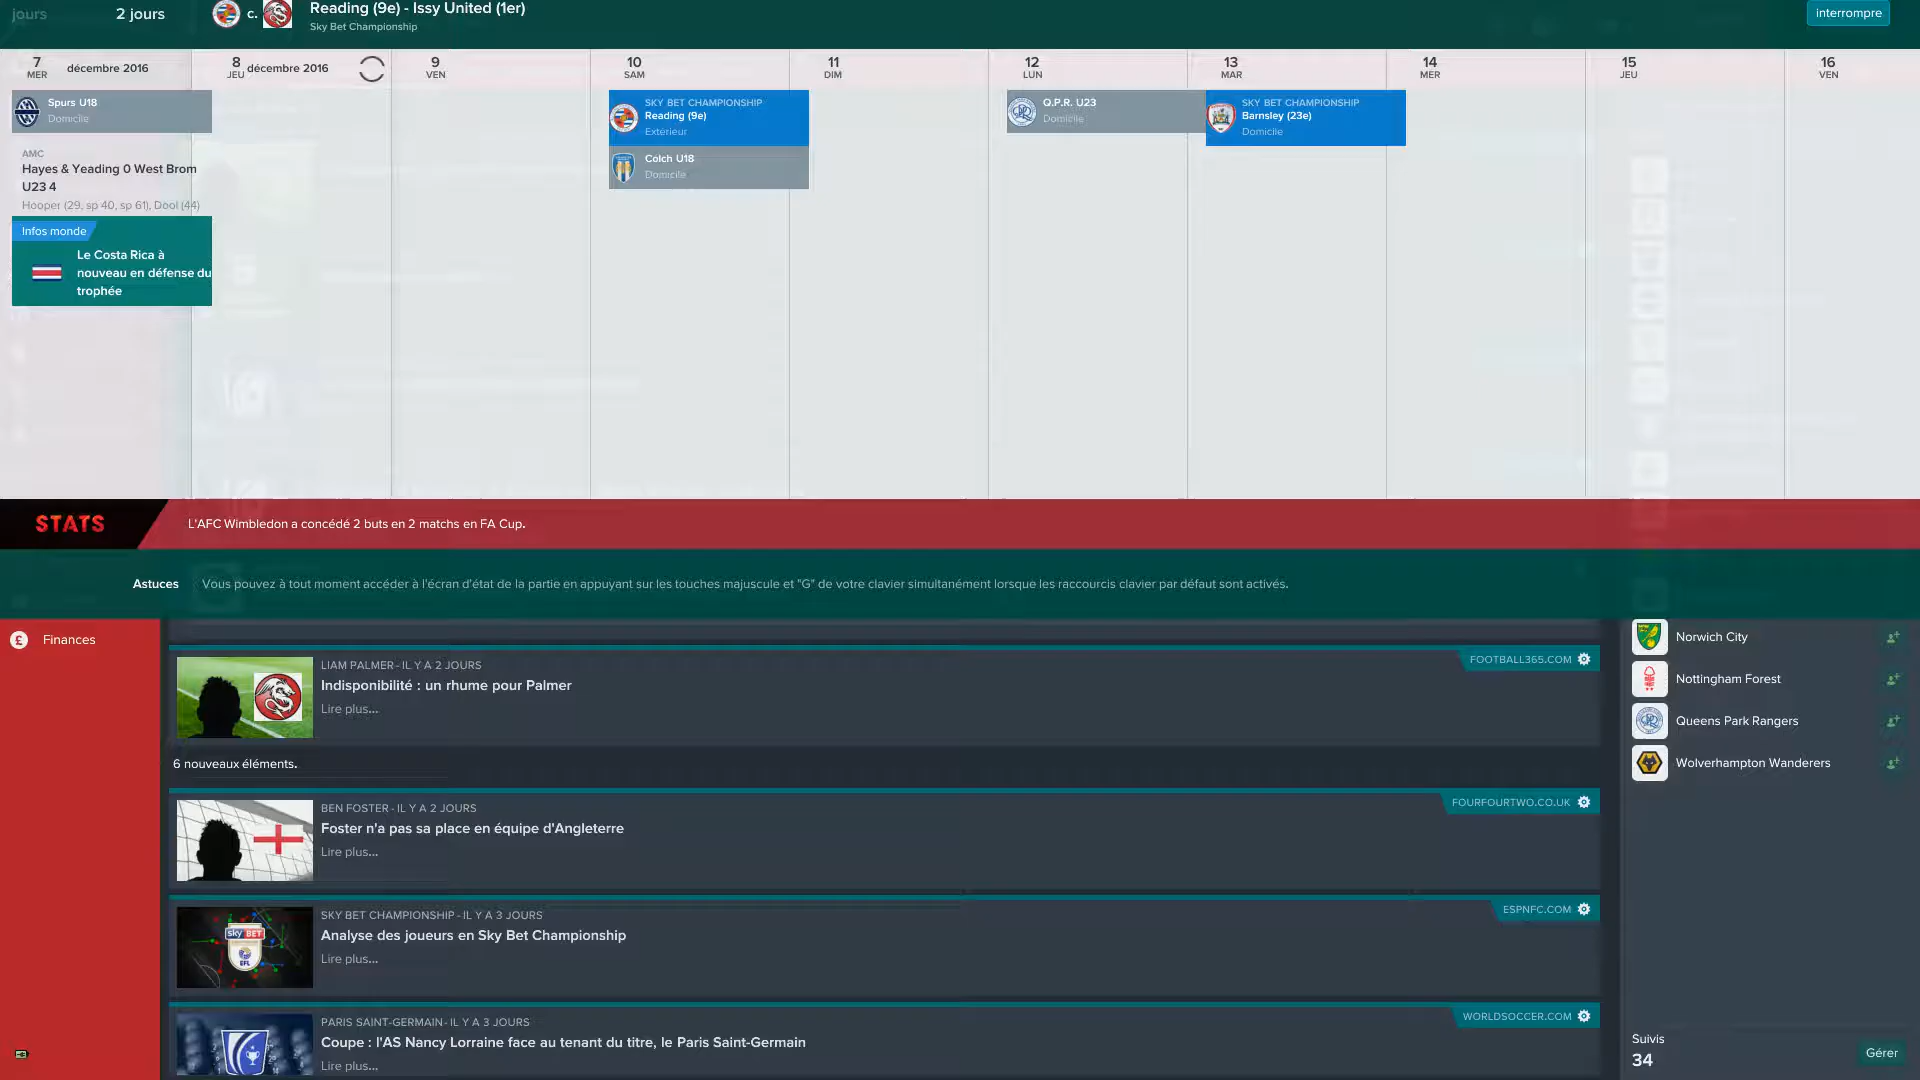 jours
2 jours
c.
Reading (9e) - Issy United (1er)
Sky Bet Championship
interrompre
7
MER
décembre 2016
8
JEU
décembre 2016
9
VEN
10
SAM
11
DIM
12
LUN
13
MAR
14
MER
15
JEU
16
VEN
Spurs U18
Domicile
AMC
Hayes & Yeading 0 West Brom
U23 4
Hooper (29, sp 40, sp 61), Dool (44)
Infos monde
Le Costa Rica à
nouveau en défense du
trophée
SKY BET CHAMPIONSHIP
Reading (9e)
Extérieur
Colch U18
Domicile
Q.P.R. U23
Domicile
SKY BET CHAMPIONSHIP
Barnsley (23e)
Domicile
STATS
L'AFC Wimbledon a concédé 2 buts en 2 matchs en FA Cup.
Astuces
Vous pouvez à tout moment accéder à l'écran d'état de la partie en appuyant sur les touches majuscule et "G" de votre clavier simultanément lorsque les raccourcis clavier par défaut sont activés.
£
Finances
LIAM PALMER - IL Y A 2 JOURS
Indisponibilité : un rhume pour Palmer
Lire plus...
FOOTBALL365.COM
6 nouveaux éléments.
BEN FOSTER - IL Y A 2 JOURS
Foster n'a pas sa place en équipe d'Angleterre
Lire plus...
FOURFOURTWO.CO.UK
sky BET
EFL
SKY BET CHAMPIONSHIP - IL Y A 3 JOURS
Analyse des joueurs en Sky Bet Championship
Lire plus...
ESPNFC.COM
PARIS SAINT-GERMAIN - IL Y A 3 JOURS
Coupe : l'AS Nancy Lorraine face au tenant du titre, le Paris Saint-Germain
Lire plus...
WORLDSOCCER.COM
Norwich City
Nottingham Forest
Queens Park Rangers
Wolverhampton Wanderers
Suivis
34
Gérer